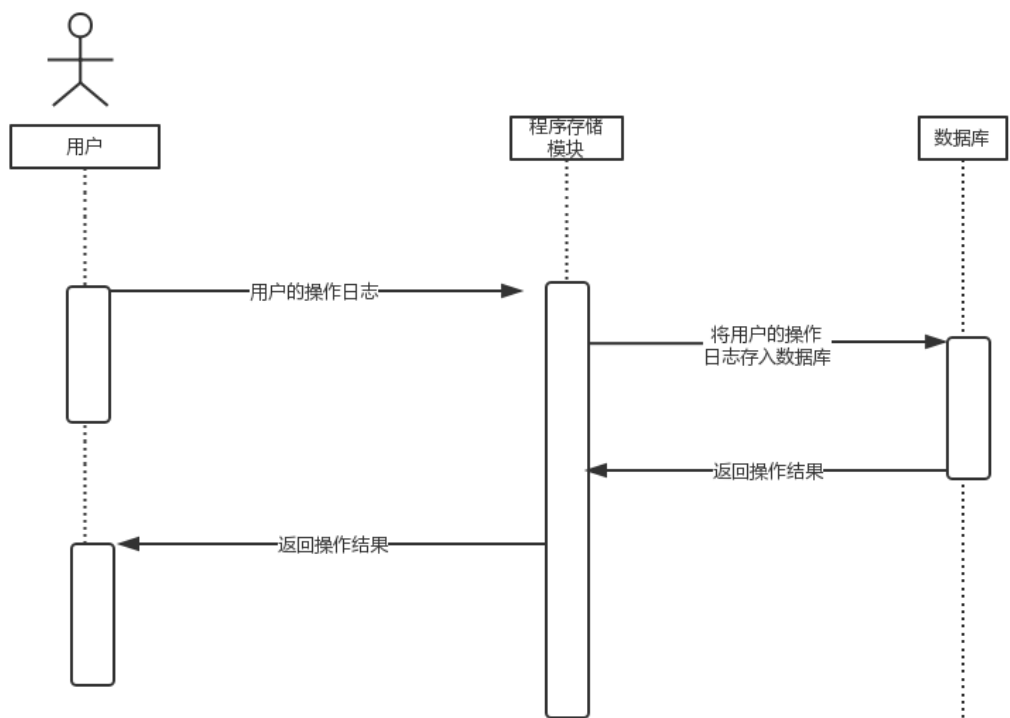 用户
程序存储
模块
数据库
用户的操作日志
将用户的操作
日志存入数据库
返回操作结果
返回操作结果